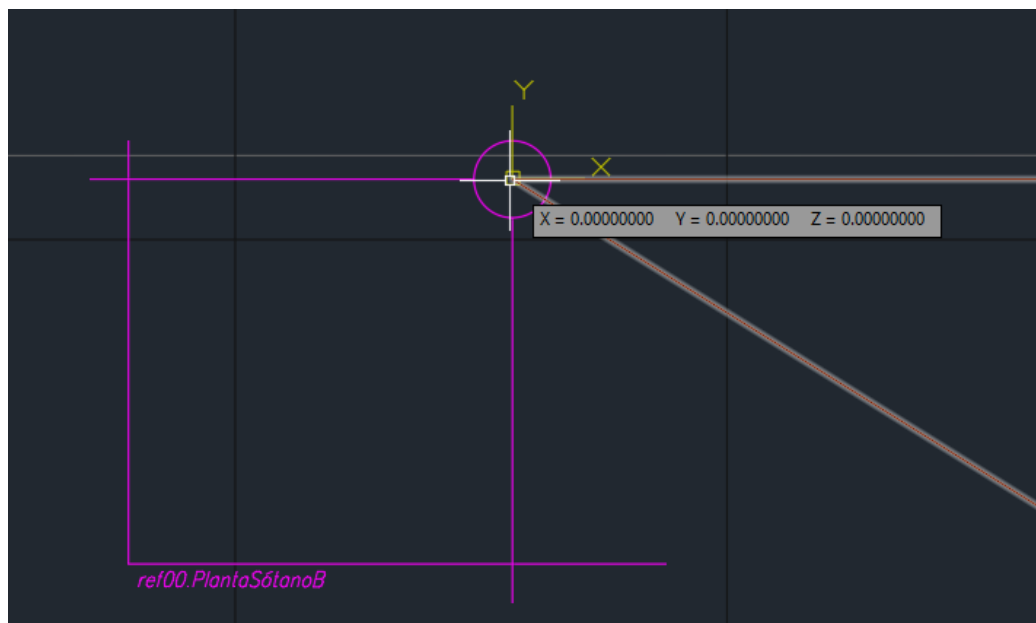 Y
X
X = 0.00000000 Y = 0.00000000 Z = 0.00000000
ref00.PlantaSótanoB